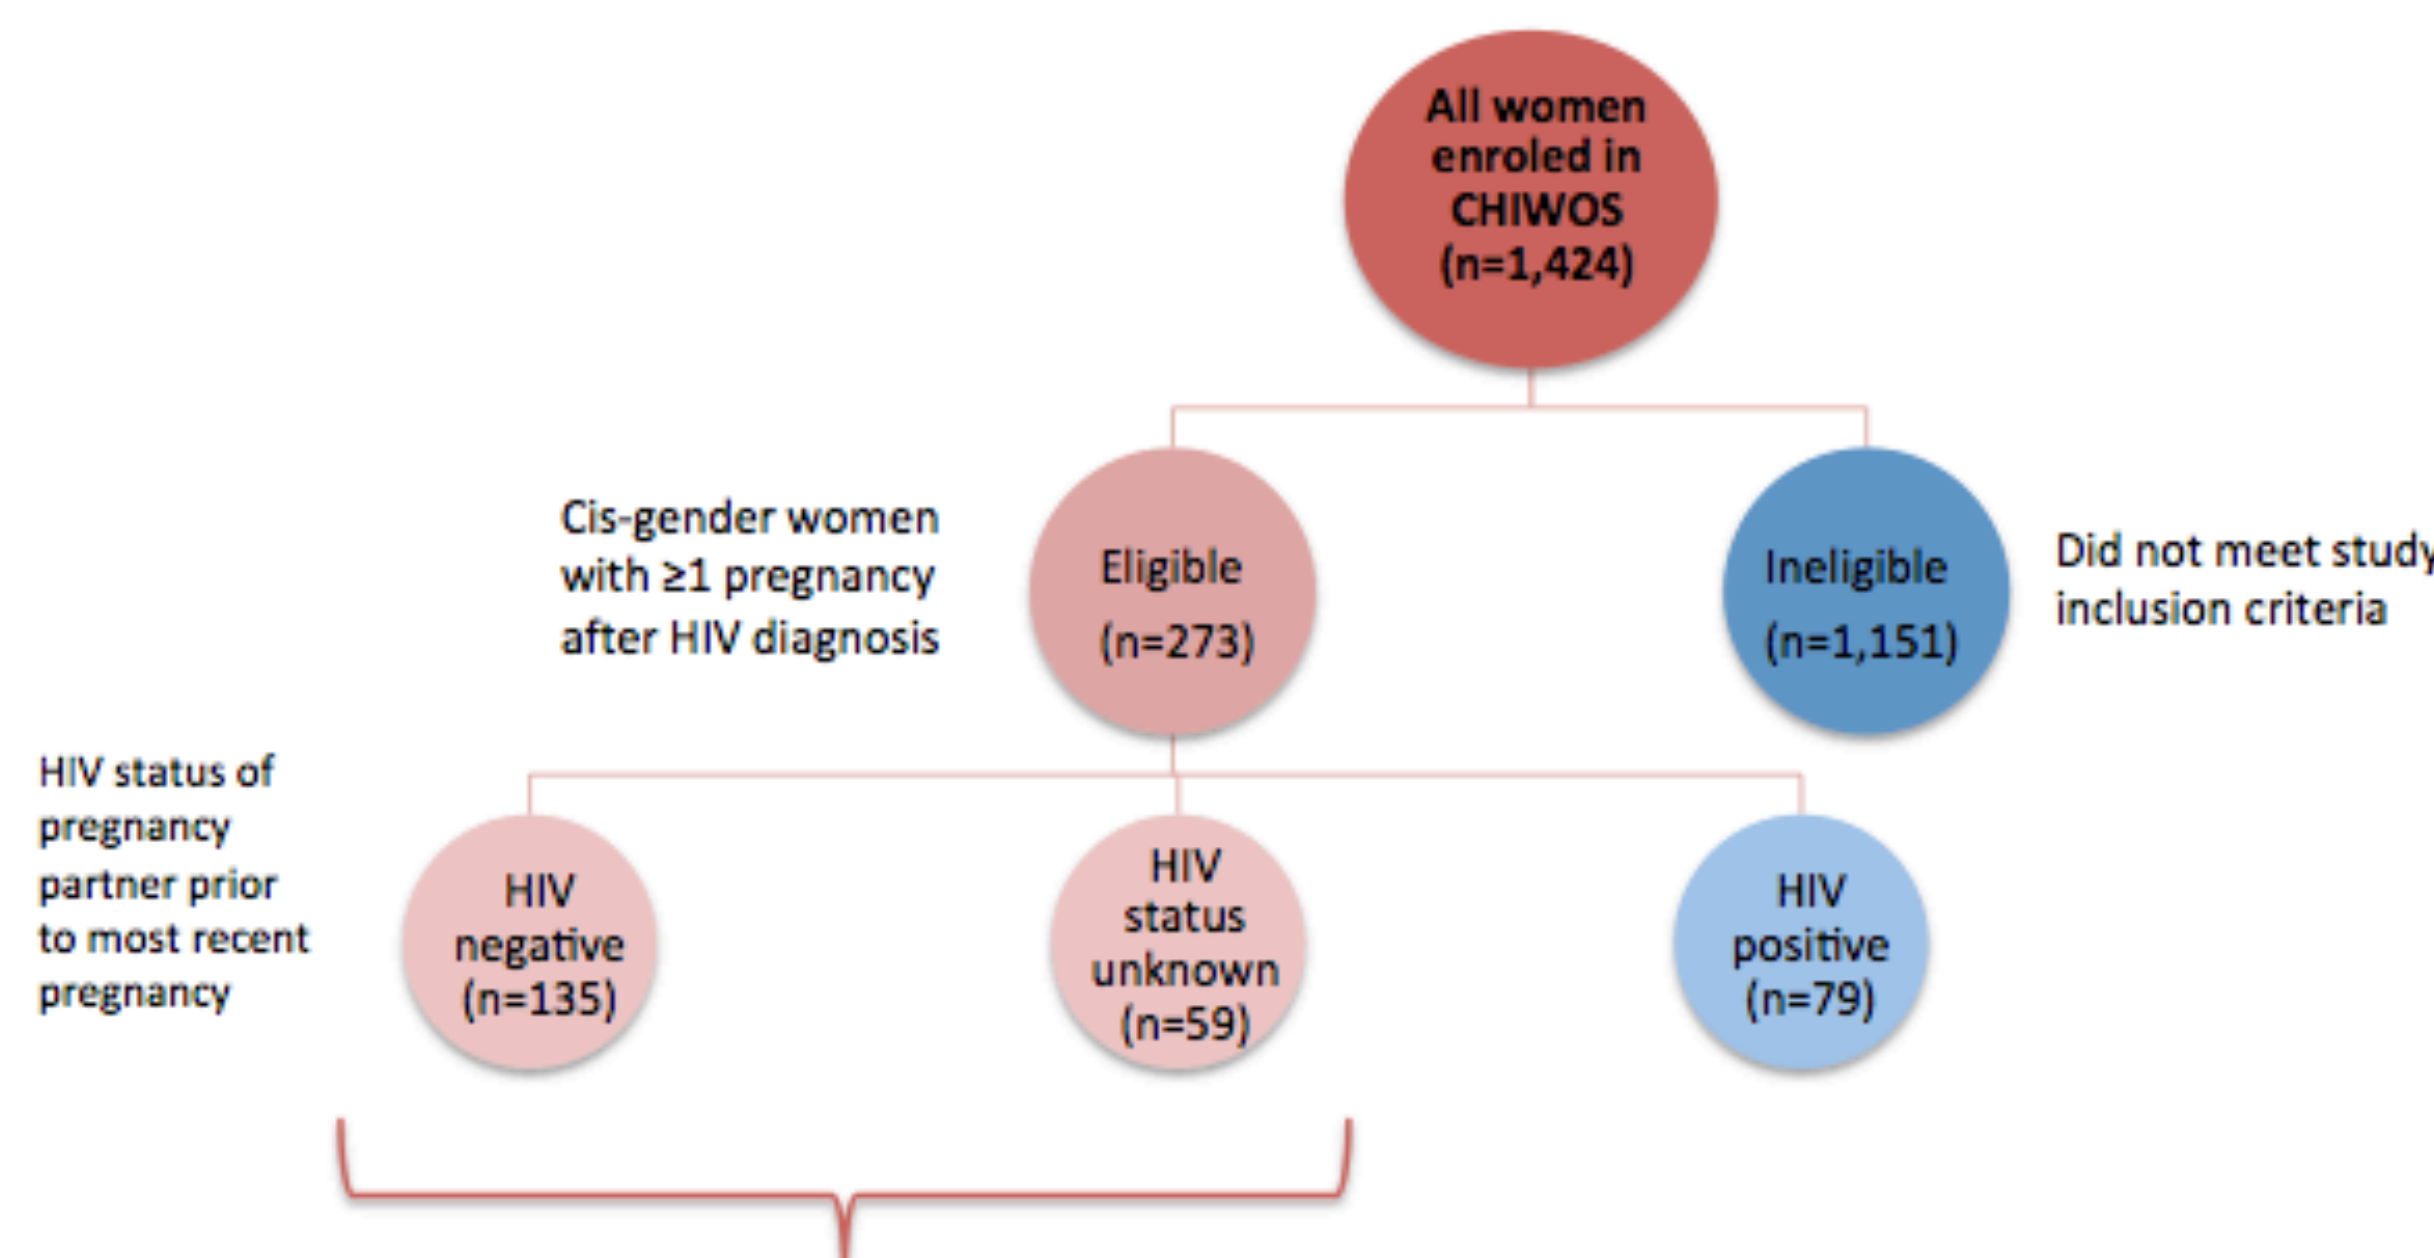 All women
enroled in
CHIWOS
(n=1,424)
Cis-gender women
with ≥1 pregnancy
after HIV diagnosis
Eligible
(n=273)
Ineligible
(n=1,151)
Did not meet study
inclusion criteria
HIV status of
pregnancy
partner prior
to most recent
pregnancy
HIV
negative
(n=135)
HIV
status
unknown
(n=59)
HIV
positive
(n=79)